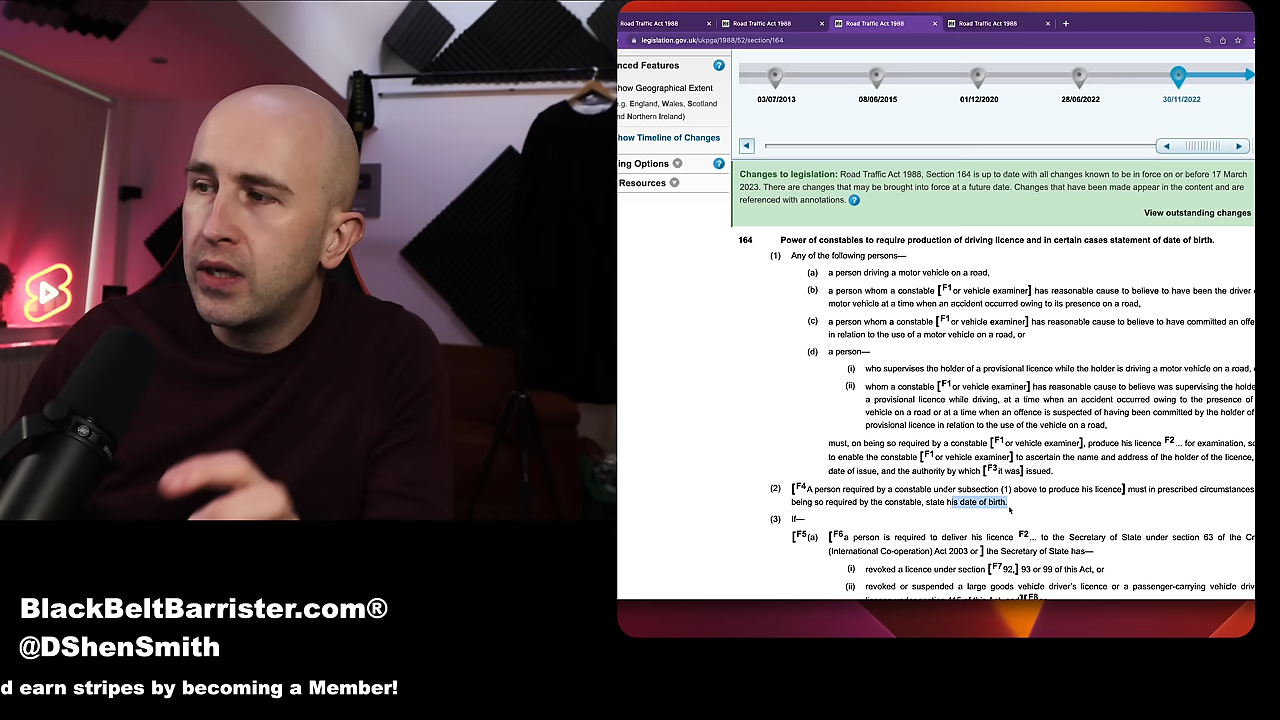 Road Traffic Act 1988
Road Traffic Act 1988
Road Traffic Act 1988
Road Traffic Act 1988
legislation.gov.uk/ukpga/1988/52/section/164
nced Features
how Geographical Extent
e.g. England, Wales, Scotland
nd Northern Ireland)
how Timeline of Changes
ing Options
Resources
03/07/2013
08/06/2015
01/12/2020
28/06/2022
30/11/2022
Changes to legislation: Road Traffic Act 1988, Section 164 is up to date with all changes known to be in force on or before 17 March
2023. There are changes that may be brought into force at a future date. Changes that have been made appear in the content and are
referenced with annotations. ?
View outstanding changes
164 Power of constables to require production of driving licence and in certain cases statement of date of birth.
(1) Any of the following persons—
(a) a person driving a motor vehicle on a road,
(b) a person whom a constable [F1or vehicle examiner] has reasonable cause to believe to have been the driver
motor vehicle at a time when an accident occurred owing to its presence on a road,
(c) a person whom a constable [F1or vehicle examiner] has reasonable cause to believe to have committed an offe
in relation to the use of a motor vehicle on a road, or
(d) a person—
(i) who supervises the holder of a provisional licence while the holder is driving a motor vehicle on a road,
(ii) whom a constable [F1or vehicle examiner] has reasonable cause to believe was supervising the holde
a provisional licence while driving, at a time when an accident occurred owing to the presence of
vehicle on a road or at a time when an offence is suspected of having been committed by the holder of
provisional licence in relation to the use of the vehicle on a road,
must, on being so required by a constable [F1or vehicle examiner], produce his licence F2... for examination, so
to enable the constable [F1or vehicle examiner] to ascertain the name and address of the holder of the licence,
date of issue, and the authority by which [F3it was] issued.
(2) [F4A person required by a constable under subsection (1) above to produce his licence] must in prescribed circumstances
being so required by the constable, state his date of birth.
(3) If—
[F5(a) [F6a person is required to deliver his licence F2... to the Secretary of State under section 63 of the Cr
(International Co-operation) Act 2003 or ] the Secretary of State has—
(i) revoked a licence under section [F792,] 93 or 99 of this Act, or
(ii) revoked or suspended a large goods vehicle driver's licence or a passenger-carrying vehicle driv
BlackBeltBarrister.com®
@DShenSmith
d earn stripes by becoming a Member!